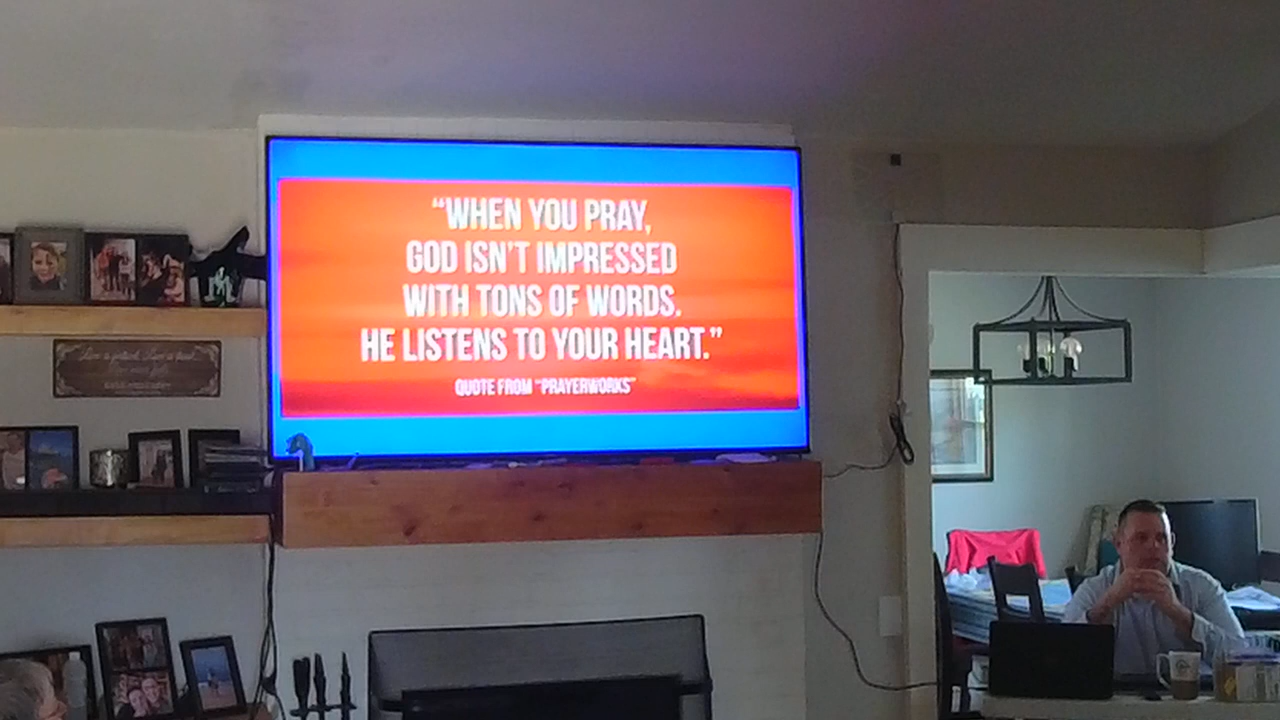 “WHEN YOU PRAY,
GOD ISN’T IMPRESSED
WITH TONS OF WORDS.
HE LISTENS TO YOUR HEART.”
QUOTE FROM “PRAYERWORKS”